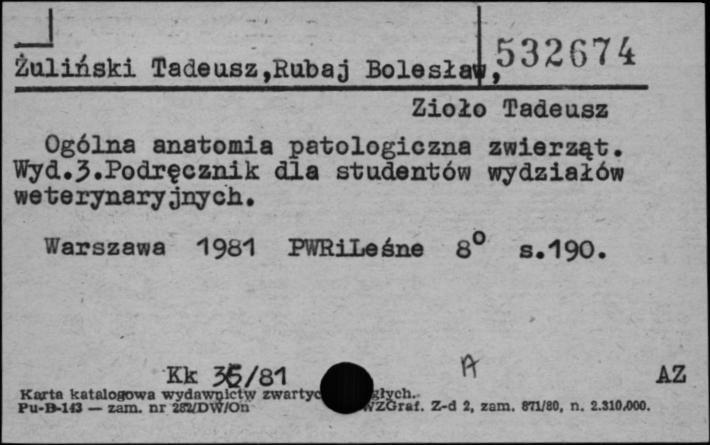 532674
Żuliński Tadeusz,Rubaj Bolesław,
Zioło Tadeusz
Ogólna anatomia patologiczna zwierząt.
Wyd.3.Podręcznik dla studentów wydziałów
weterynaryjnych.
Warszawa 1981 PWRiLeśne 8° s.190.
Kk /81 A AZ
Karta katalogowa wydawnictw
Pu-B-143 — zam. nr 282/DW/On WZGraf. Z-d 2, zam. 871/80, n. 2.310.000.